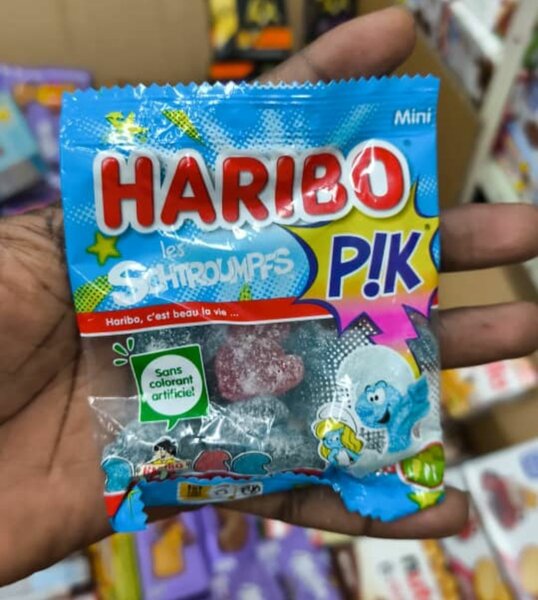 Mini
HARIBO
les
SCHTROUMPFS
P!K
Haribo, c'est beau la vie ...
Sans
colorant
artificiel